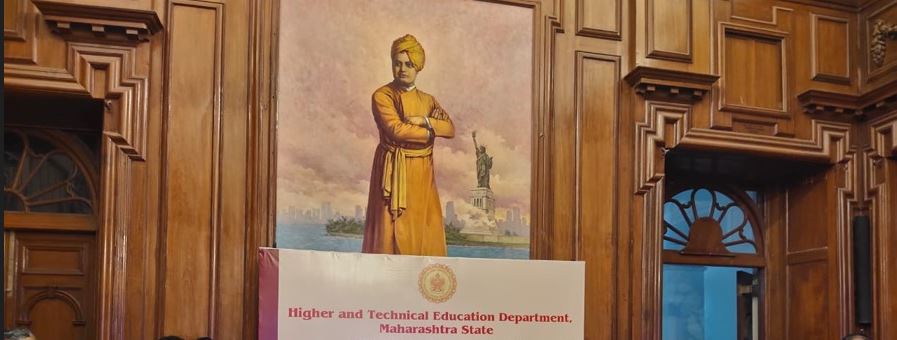 Higher and Technical Education Department,
Maharashtra State